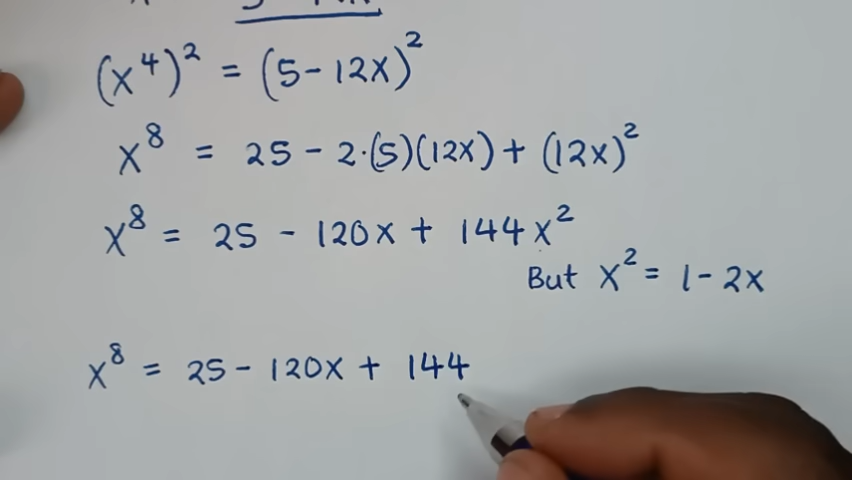 (x⁴)² = (5 - 12x)²
x⁸ = 25 - 2·(5)(12x) + (12x)²
x⁸ = 25 - 120x + 144x²
But x² = 1 - 2x
x⁸ = 25 - 120x + 144